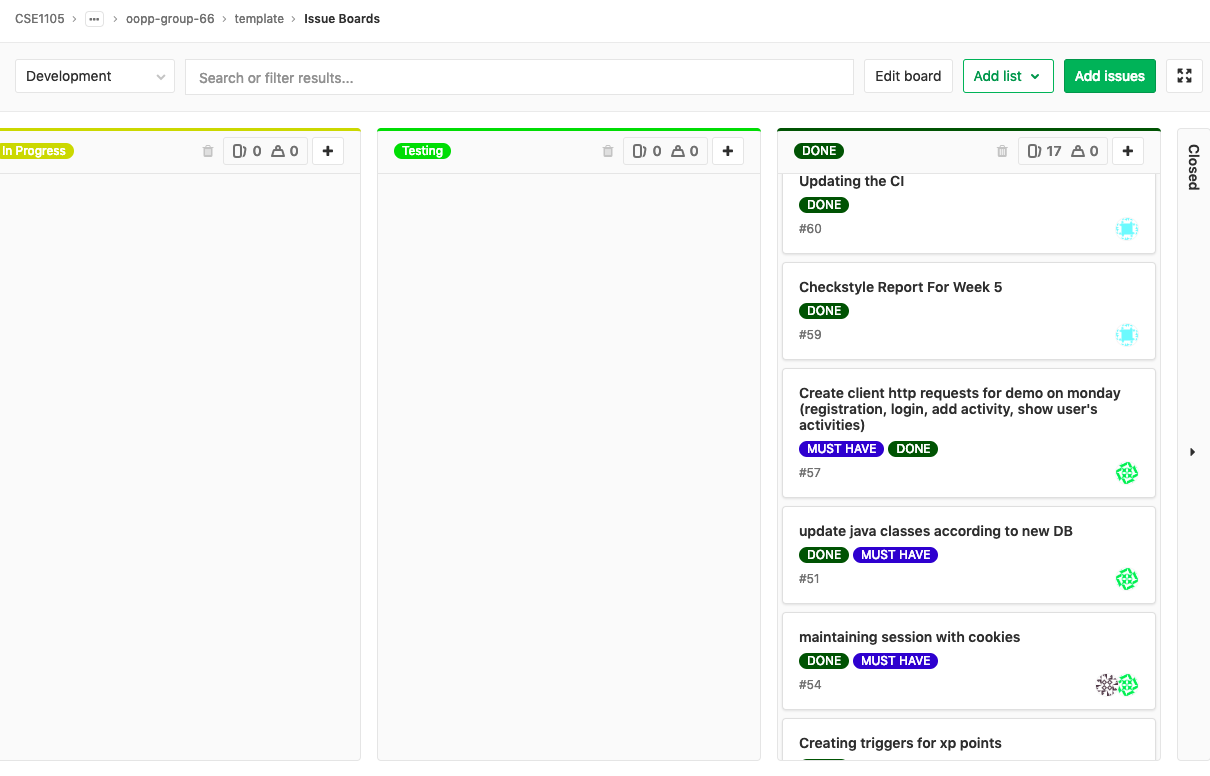 CSE1105 › ... › oopp-group-66 › template › Issue Boards
Development
Search or filter results...
Edit board
Add list
Add issues
In Progress
0 0
Testing
0 0
DONE
17 0
Closed
Updating the CI
DONE
#60
Checkstyle Report For Week 5
DONE
#59
Create client http requests for demo on monday
(registration, login, add activity, show user's
activities)
MUST HAVE DONE
#57
update java classes according to new DB
DONE MUST HAVE
#51
maintaining session with cookies
DONE MUST HAVE
#54
Creating triggers for xp points